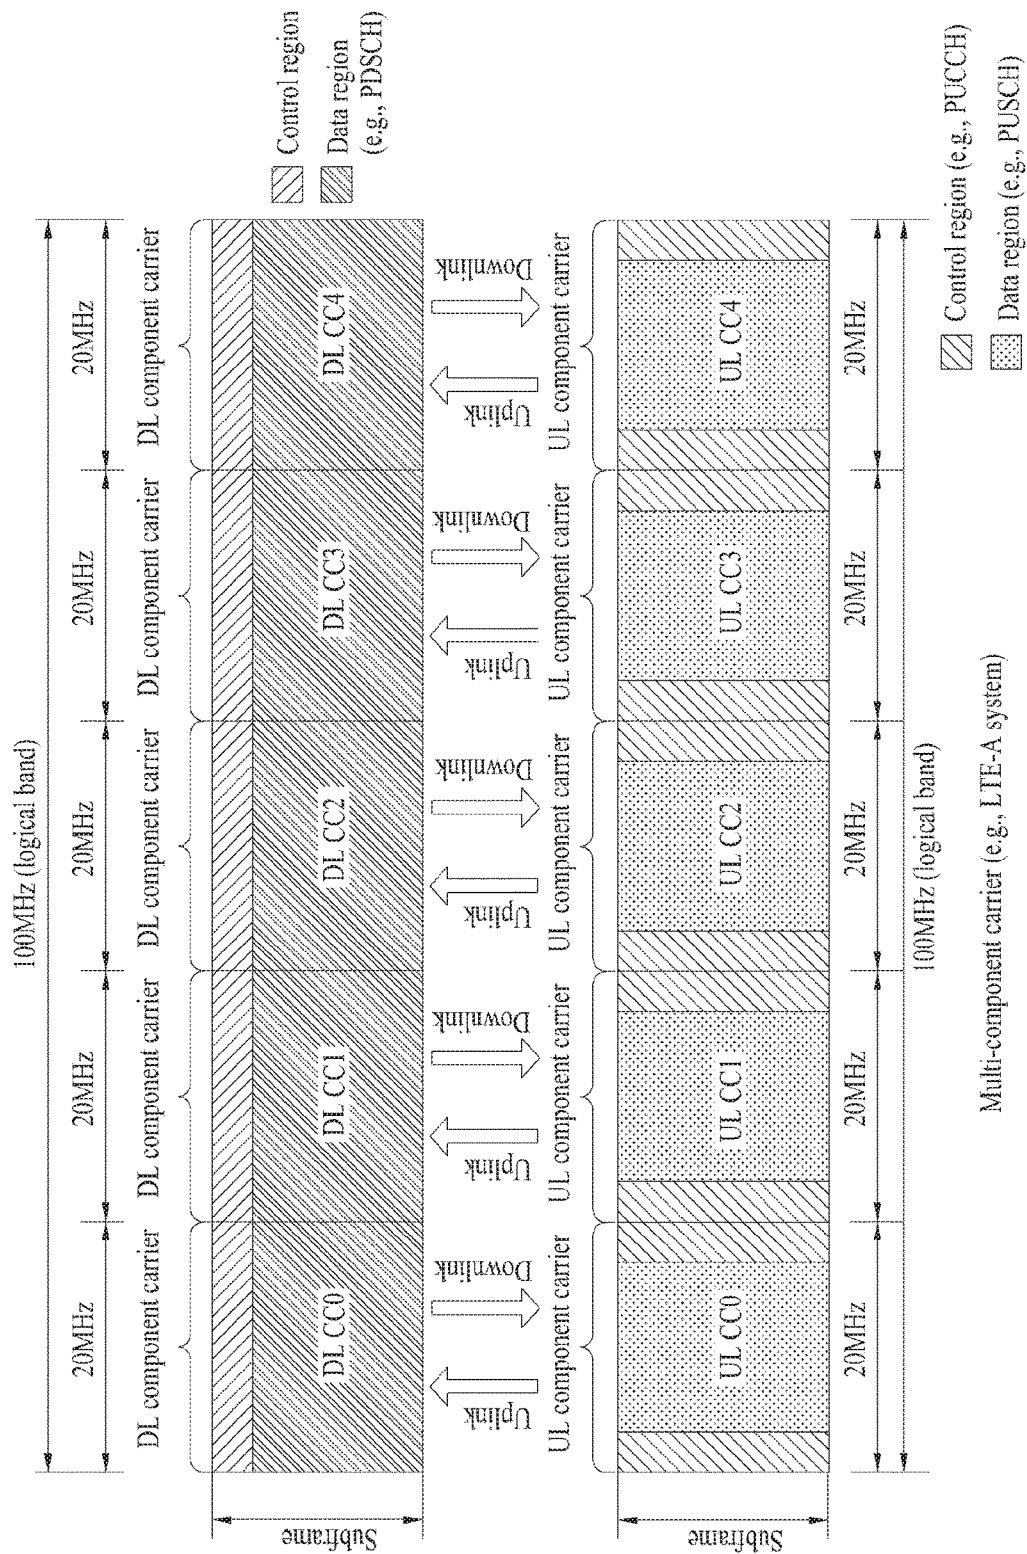 100MHz (logical band)
20MHz
20MHz
20MHz
20MHz
20MHz
DL component carrier
DL component carrier
DL component carrier
DL component carrier
DL component carrier
Subframe
DL CC0
DL CC1
DL CC2
DL CC3
DL CC4
Control region
Data region
(e.g., PDSCH)
Uplink
Downlink
Uplink
Downlink
Uplink
Downlink
Uplink
Downlink
Uplink
Downlink
UL component carrier
UL component carrier
UL component carrier
UL component carrier
UL component carrier
Subframe
UL CC0
UL CC1
UL CC2
UL CC3
UL CC4
20MHz
20MHz
20MHz
20MHz
20MHz
100MHz (logical band)
Control region (e.g., PUCCH)
Data region (e.g., PUSCH)
Multi-component carrier (e.g., LTE-A system)